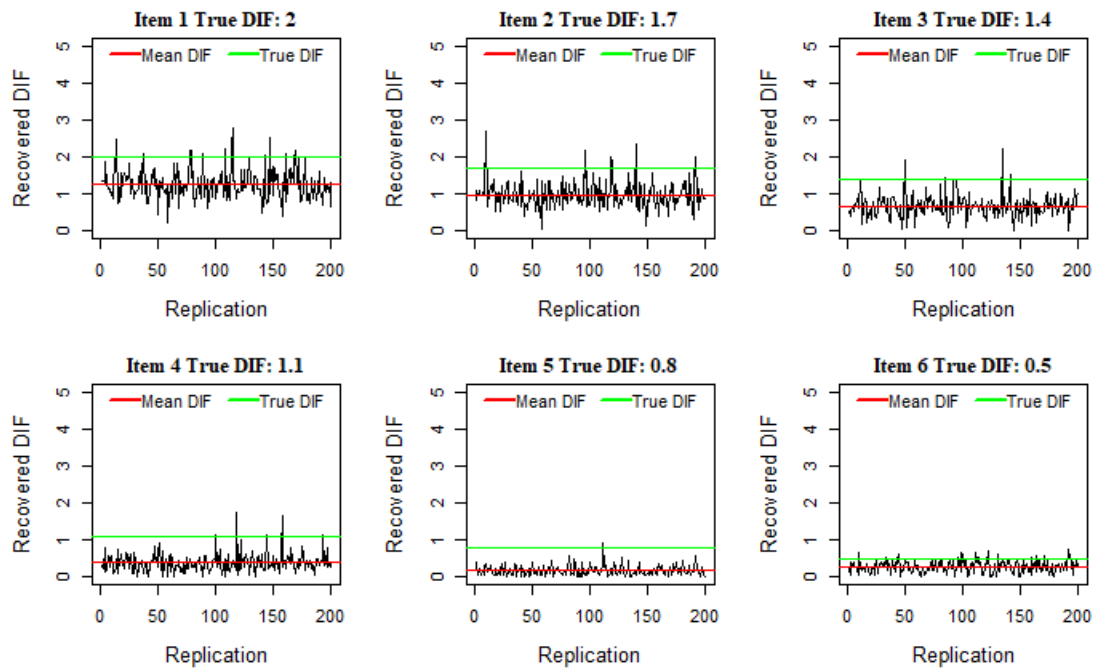 Item 1 True DIF: 2
Item 2 True DIF: 1.7
Item 3 True DIF: 1.4
Recovered DIF
5
4
3
2
1
0
Mean DIF
True DIF
0
50
100
150
200
Replication
Recovered DIF
5
4
3
2
1
0
Mean DIF
True DIF
0
50
100
150
200
Replication
Recovered DIF
5
4
3
2
1
0
Mean DIF
True DIF
0
50
100
150
200
Replication
Item 4 True DIF: 1.1
Item 5 True DIF: 0.8
Item 6 True DIF: 0.5
Recovered DIF
5
4
3
2
1
0
Mean DIF
True DIF
0
50
100
150
200
Replication
Recovered DIF
5
4
3
2
1
0
Mean DIF
True DIF
0
50
100
150
200
Replication
Recovered DIF
5
4
3
2
1
0
Mean DIF
True DIF
0
50
100
150
200
Replication